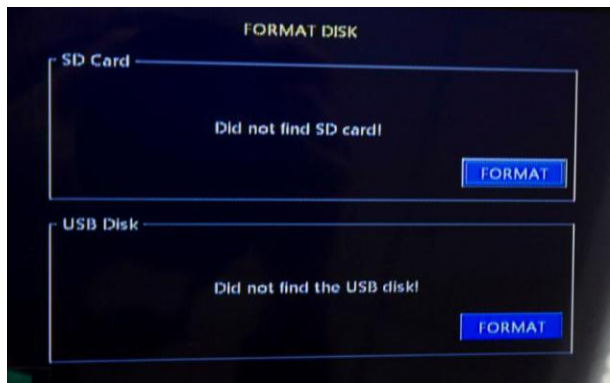 FORMAT DISK
SD Card
Did not find SD card!
FORMAT
USB Disk
Did not find the USB disk!
FORMAT